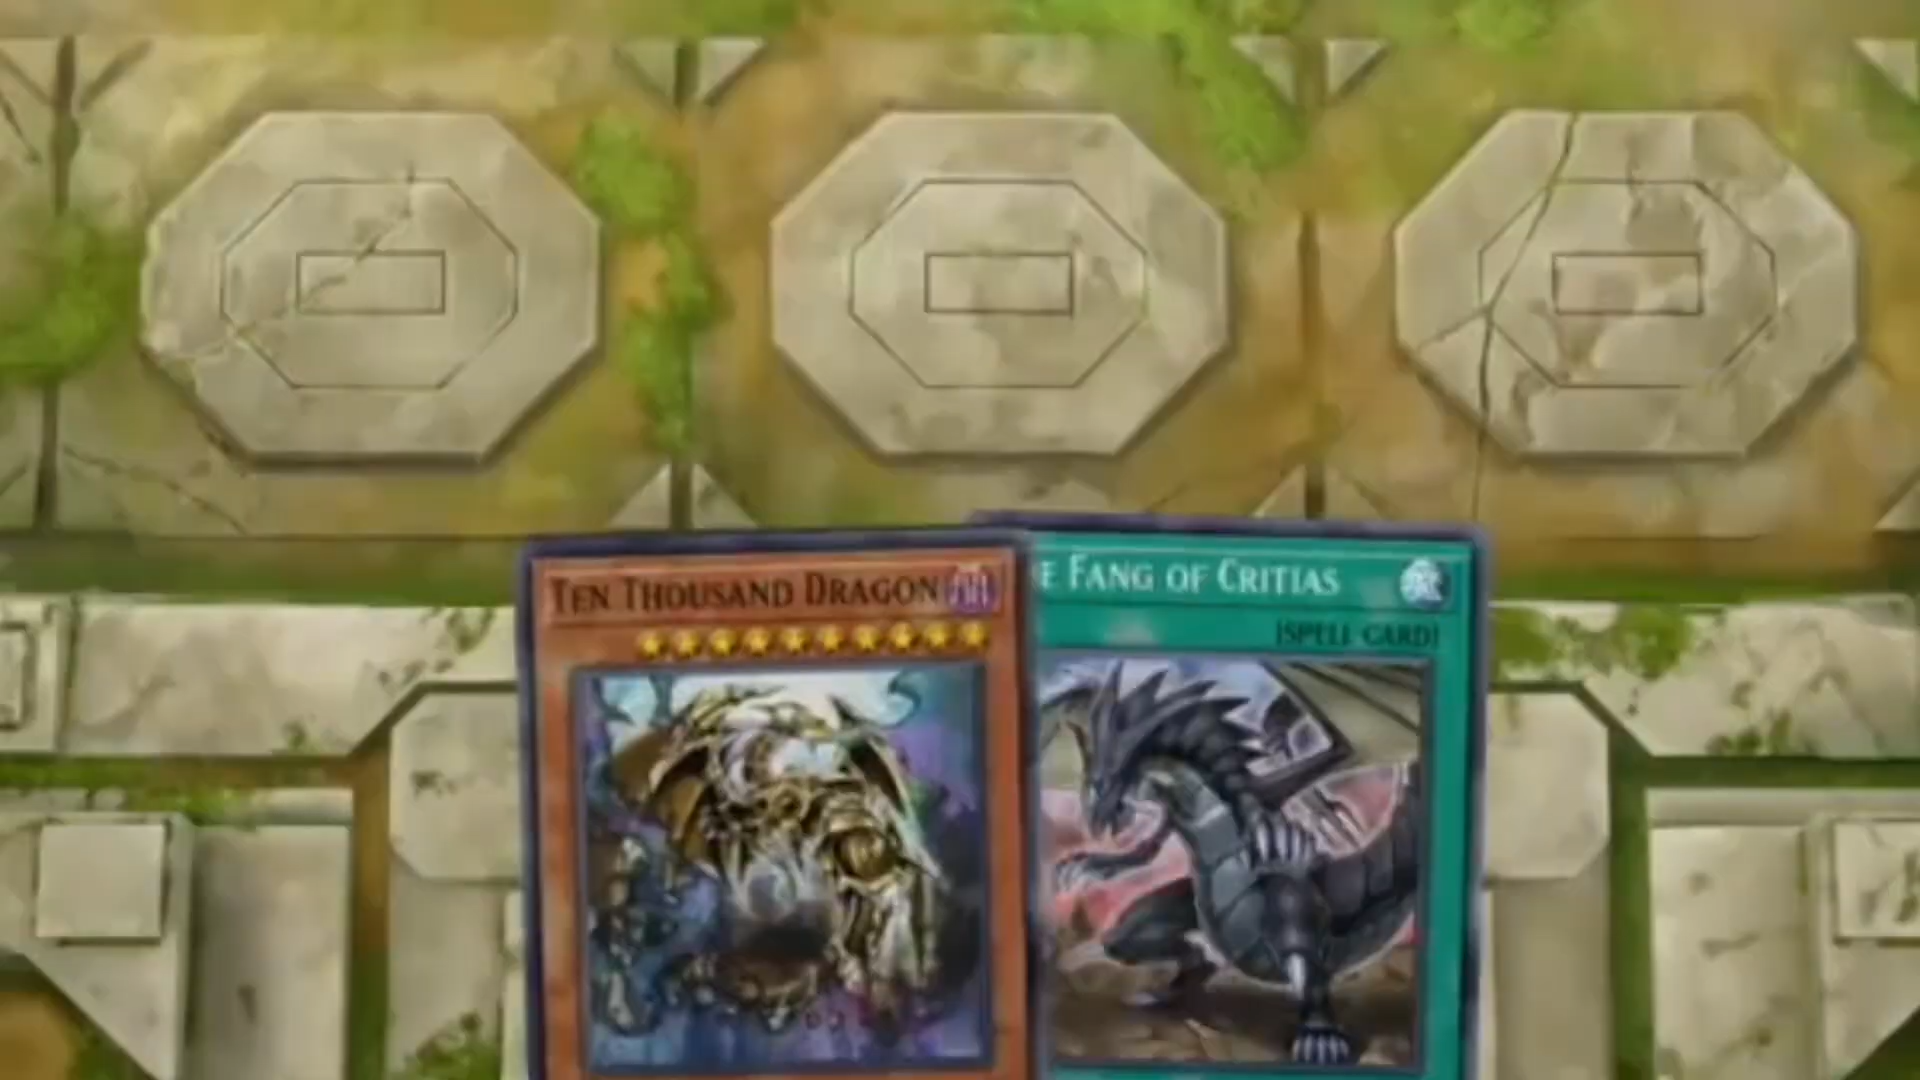 TEN THOUSAND DRAGON
E FANG OF CRITIAS
[SPELL CARD]